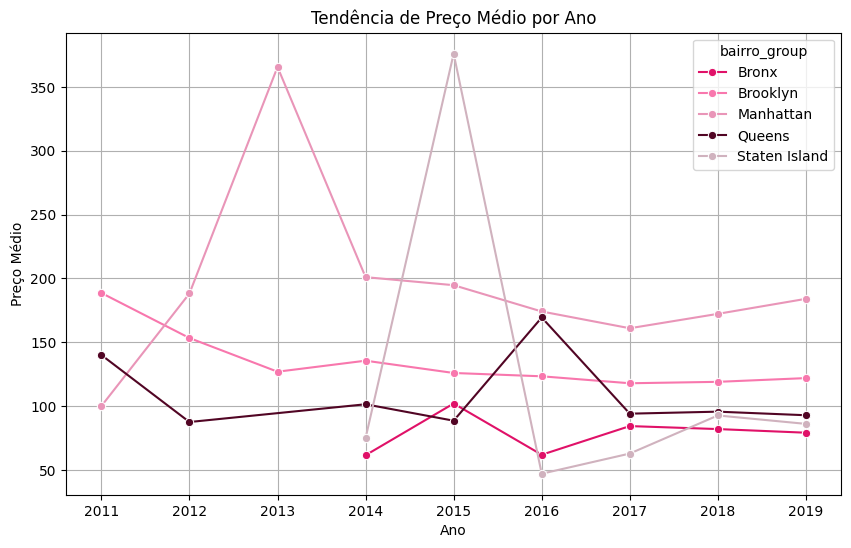 Tendência de Preço Médio por Ano
bairro_group
Bronx
Brooklyn
Manhattan
Queens
Staten Island
Preço Médio
350
300
250
200
150
100
50
2011 2012 2013 2014 2015 2016 2017 2018 2019
Ano